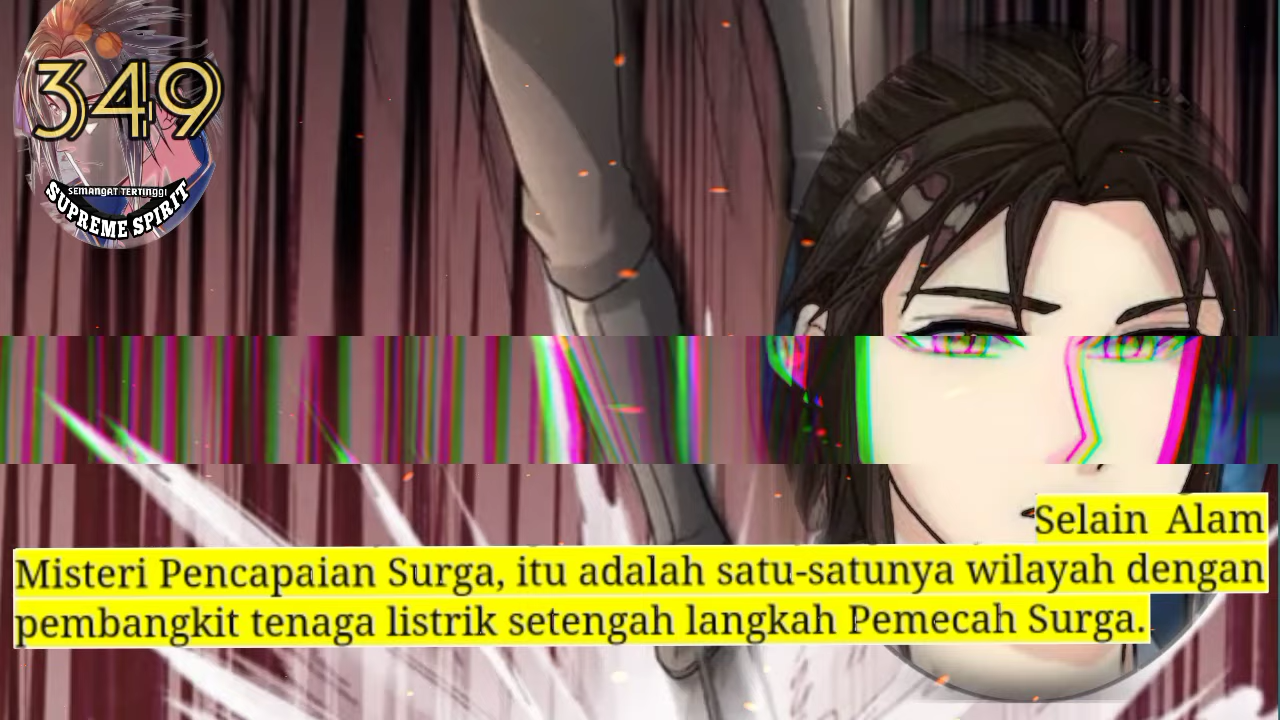 349
SEMANGAT TERTINGGI
SUPREME SPIRIT
Selain Alam
Misteri Pencapaian Surga, itu adalah satu-satunya wilayah dengan
pembangkit tenaga listrik setengah langkah Pemecah Surga.